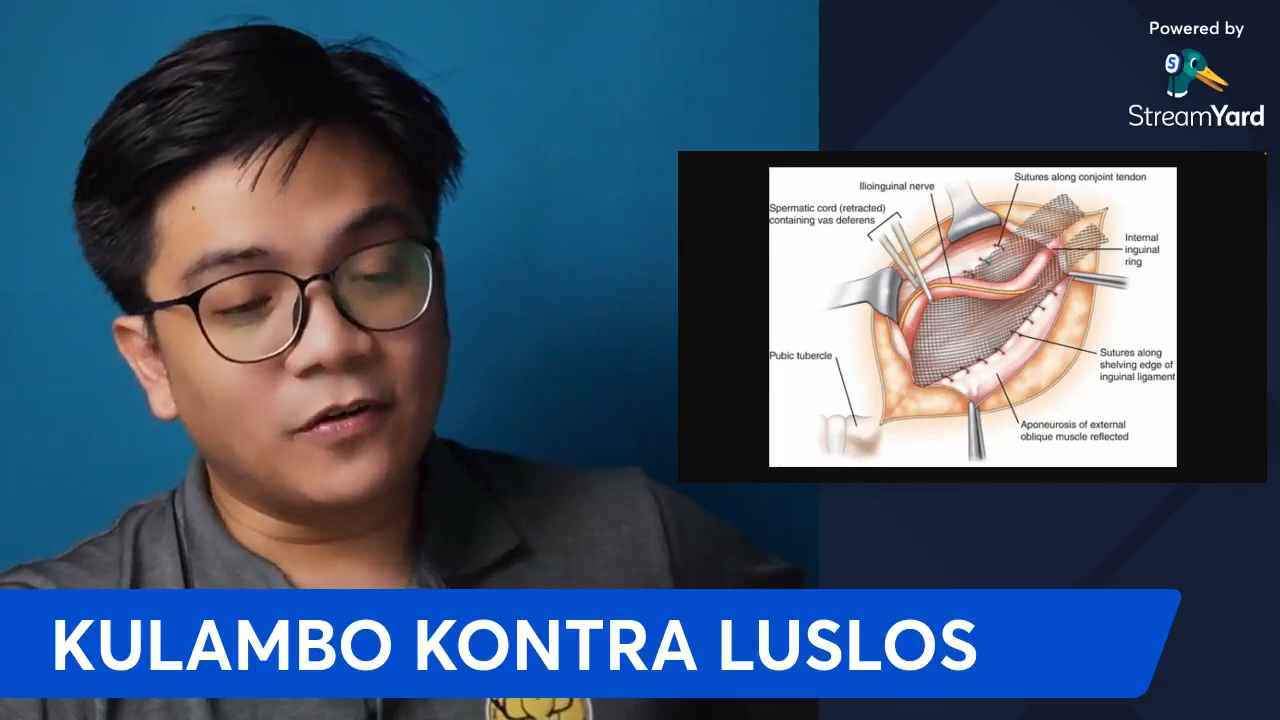 Powered by
S
StreamYard
Ilioinguinal nerve
Sutures along conjoint tendon
Spermatic cord (retracted)
containing vas deferens
Internal
inguinal
ring
Pubic tubercle
Sutures along
shelving edge of
inguinal ligament
Aponeurosis of external
oblique muscle reflected
KULAMBO KONTRA LUSLOS